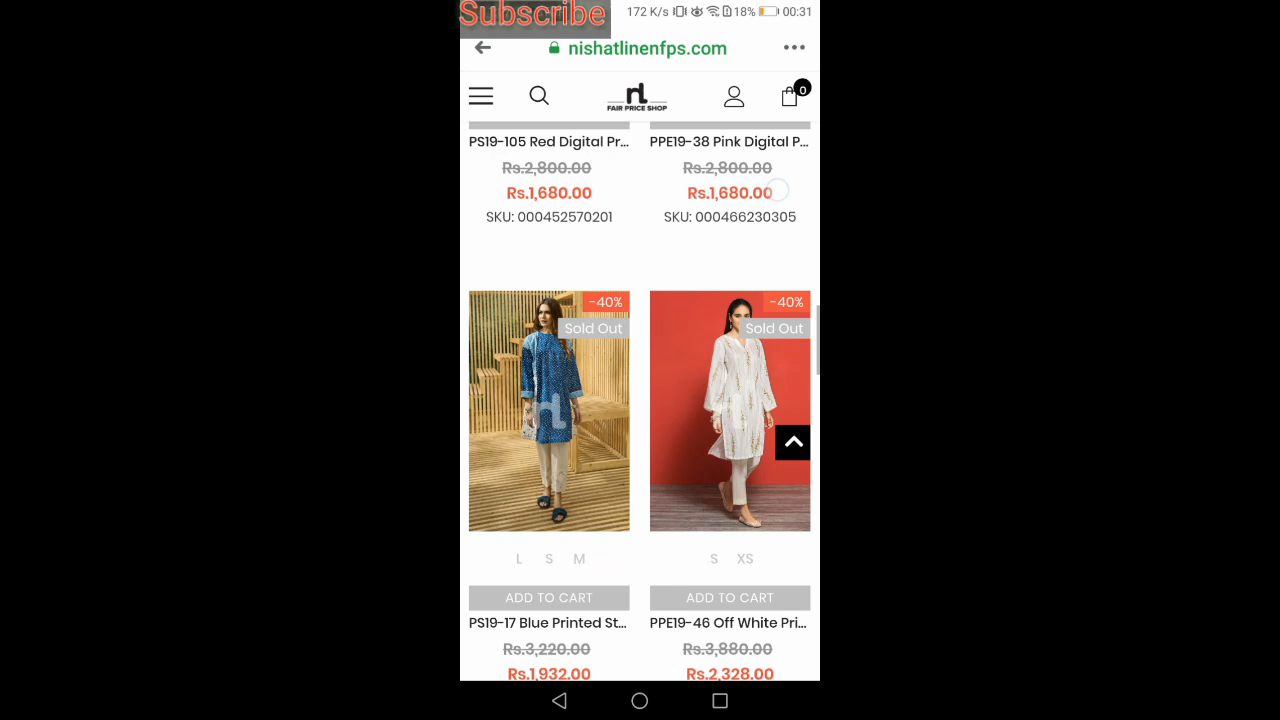 Subscribe
172 K/s 18% 00:31
nishatlinenfps.com
0
nl
FAIR PRICE SHOP
PS19-105 Red Digital Pr... PPE19-38 Pink Digital P...
Rs.2,800.00 Rs.2,800.00
Rs.1,680.00 Rs.1,680.00
SKU: 000452570201 SKU: 000466230305
-40% -40%
Sold Out Sold Out
nl
L S M S XS
ADD TO CART ADD TO CART
PS19-17 Blue Printed St... PPE19-46 Off White Pri...
Rs.3,220.00 Rs.3,880.00
Rs.1,932.00 Rs.2,328.00